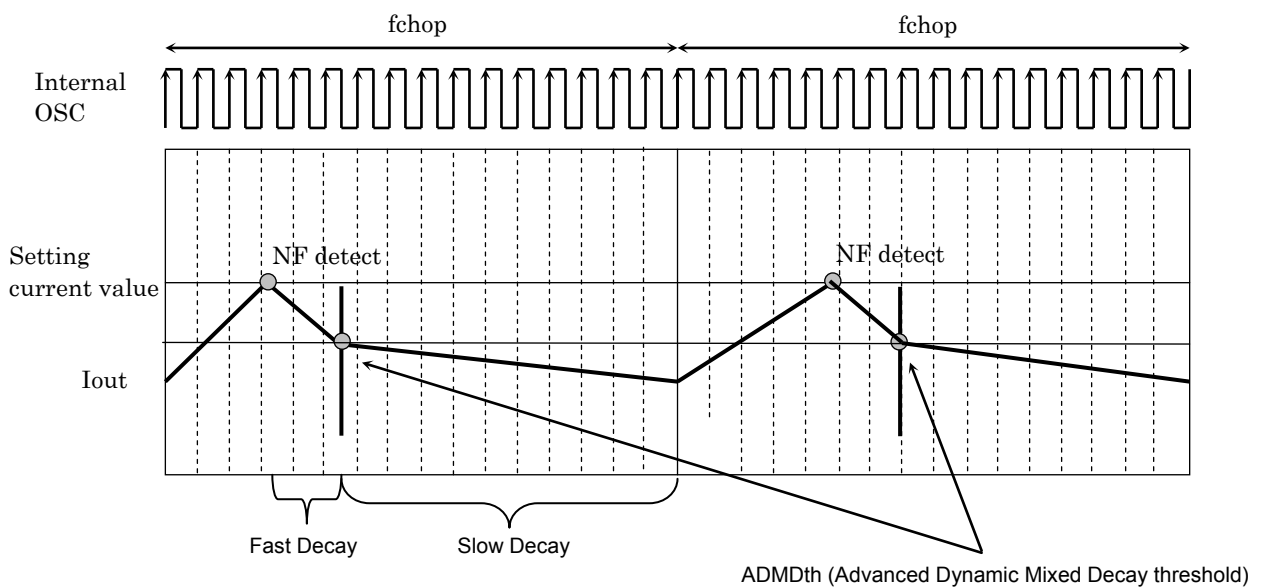 fchop
fchop
Internal
OSC
NF detect
NF detect
Setting
current value
Iout
Fast Decay
Slow Decay
ADMDth (Advanced Dynamic Mixed Decay threshold)